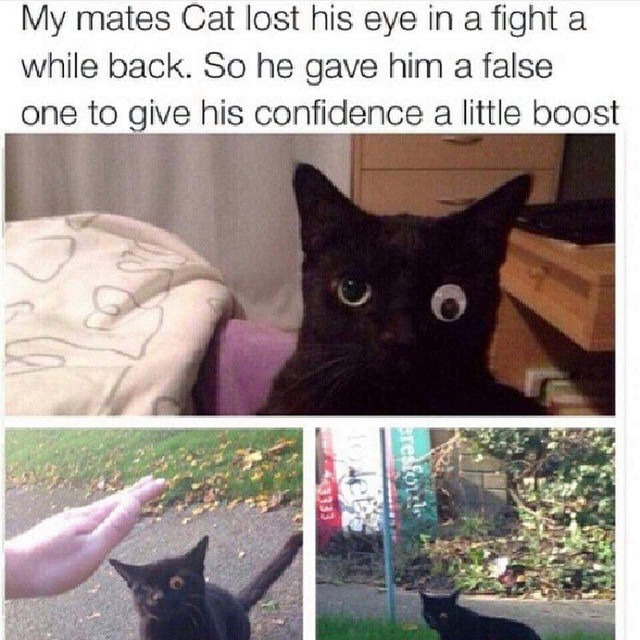 My mates Cat lost his eye in a fight a
while back. So he gave him a false
one to give his confidence a little boost